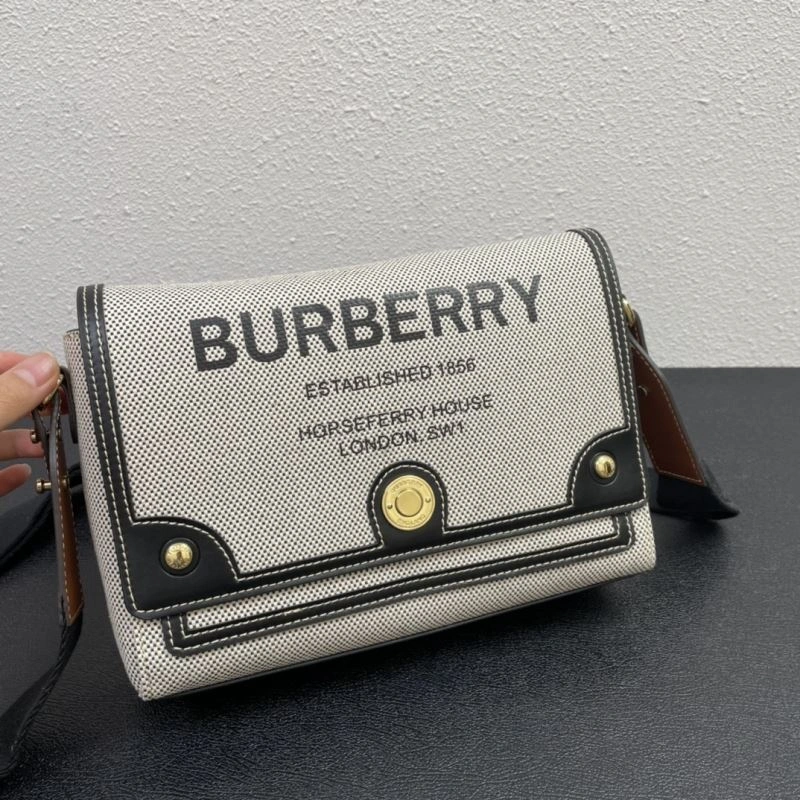 BURBERRY
ESTABLISHED 1856
HORSEFERRY HOUSE
LONDON, SW1